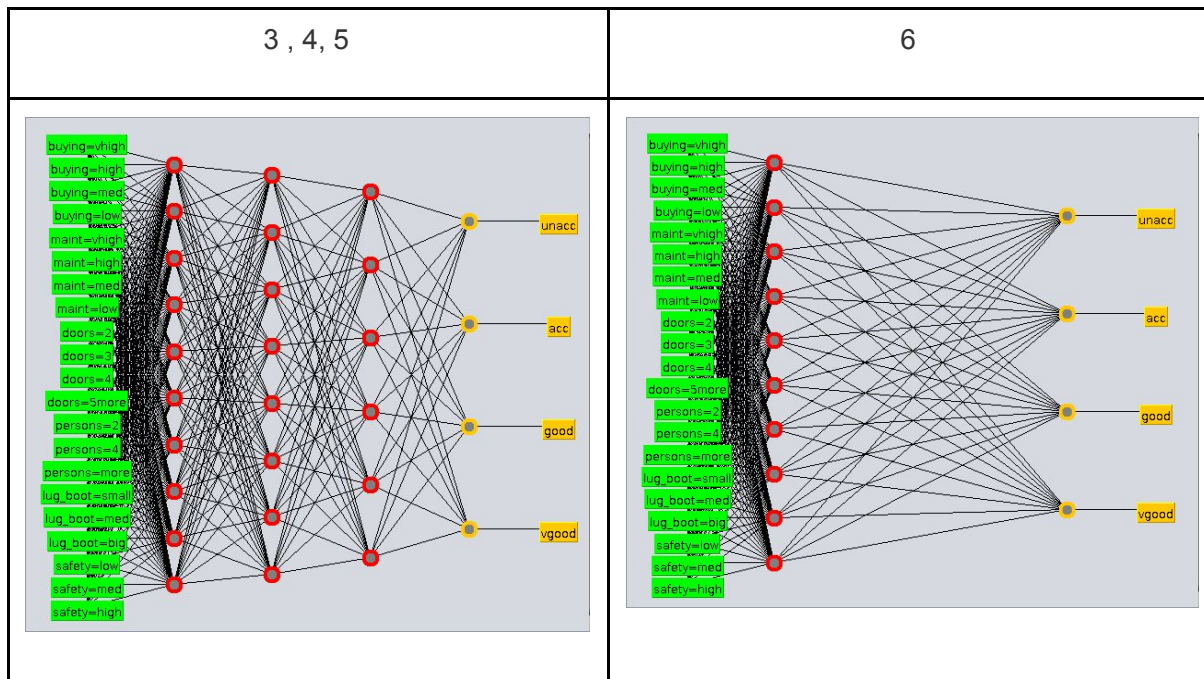 3 , 4, 5
6
buying=vhigh
buying=high
buying=med
buying=low
maint=vhigh
maint=high
maint=med
maint=low
doors=2
doors=3
doors=4
doors=5more
persons=2
persons=4
persons=more
lug_boot=small
lug_boot=med
lug_boot=big
safety=low
safety=med
safety=high
unacc
acc
good
vgood
buying=vhigh
buying=high
buying=med
buying=low
maint=vhigh
maint=high
maint=med
maint=low
doors=2
doors=3
doors=4
doors=5more
persons=2
persons=4
persons=more
lug_boot=small
lug_boot=med
lug_boot=big
safety=low
safety=med
safety=high
unacc
acc
good
vgood